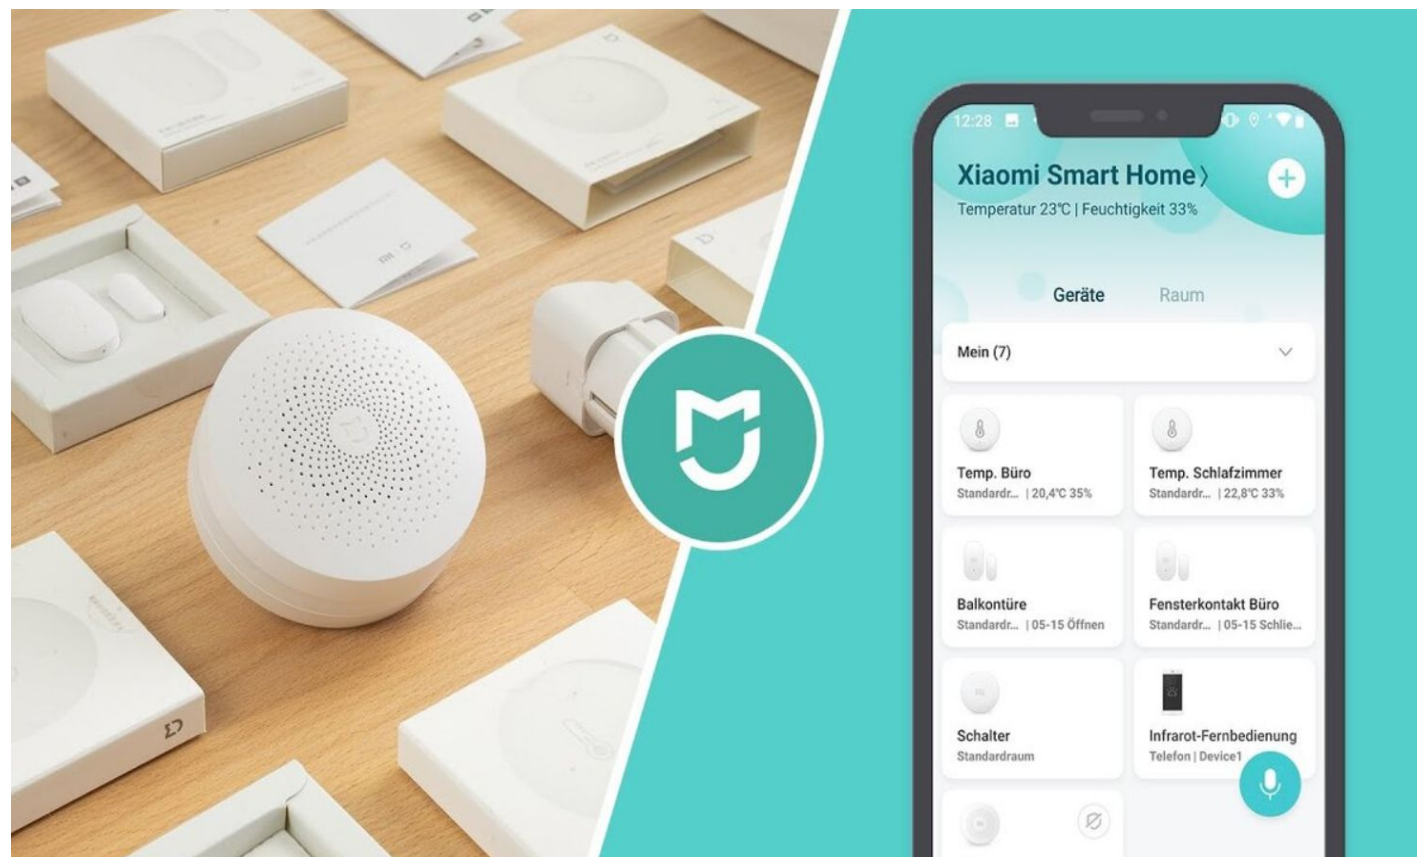 12:28
Xiaomi Smart Home
Temperatur 23℃ | Feuchtigkeit 33%
Geräte
Raum
Mein (7)
Temp. Büro
Standardr... | 20,4℃ 35%
Temp. Schlafzimmer
Standardr... | 22,8℃ 33%
Balkontüre
Standardr... | 05-15 Öffnen
Fensterkontakt Büro
Standardr... | 05-15 Schlie...
Schalter
Standardraum
Infrarot-Fernbedienung
Telefon | Device1